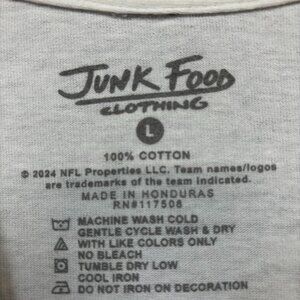 JUNK FOOD
CLOTHING
L
100% COTTON
© 2024 NFL Properties LLC. Team names/logos
are trademarks of the team indicated.
MADE IN HONDURAS
RN#117508
MACHINE WASH COLD
GENTLE CYCLE WASH & DRY
WITH LIKE COLORS ONLY
NO BLEACH
TUMBLE DRY LOW
COOL IRON
DO NOT IRON ON DECORATION